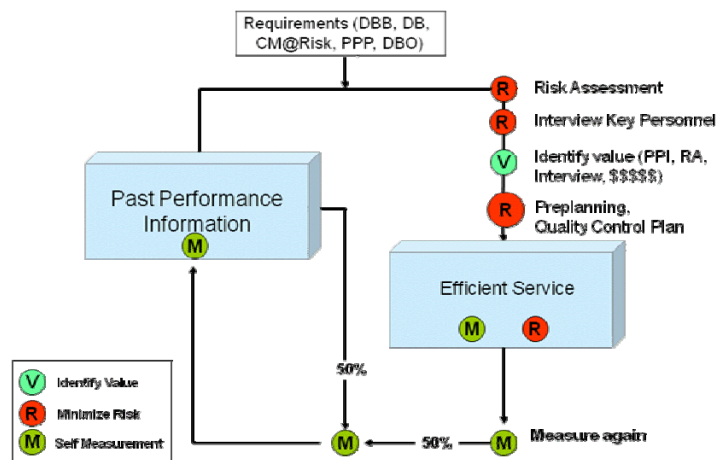 Requirements (DBB, DB,
CM@Risk, PPP, DBO)
R
Risk Assessment
R
Interview Key Personnel
V
Identify value (PPI, RA,
Interview, $$$$$)
R
Preplanning,
Quality Control Plan
Past Performance
Information
M
Efficient Service
M
R
50%
V
Identify Value
R
Minimize Risk
M
Self Measurement
M
50%
M
Measure again